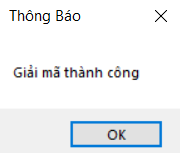 Thông Báo
Giải mã thành công
OK